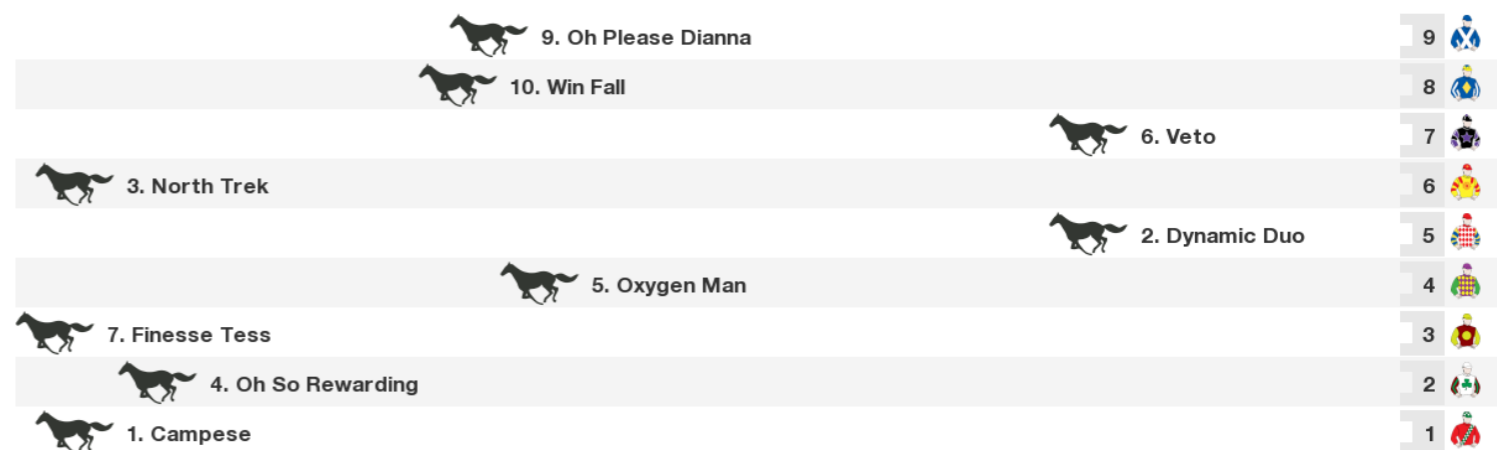 9. Oh Please Dianna 9
10. Win Fall 8
6. Veto 7
3. North Trek 6
2. Dynamic Duo 5
5. Oxygen Man 4
7. Finesse Tess 3
4. Oh So Rewarding 2
1. Campese 1